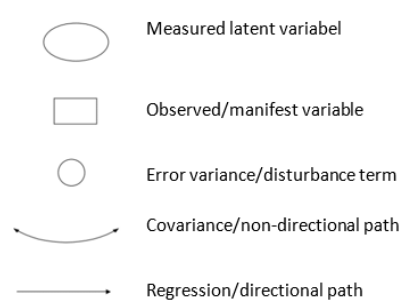 Measured latent variabel
Observed/manifest variable
Error variance/disturbance term
Covariance/non-directional path
Regression/directional path